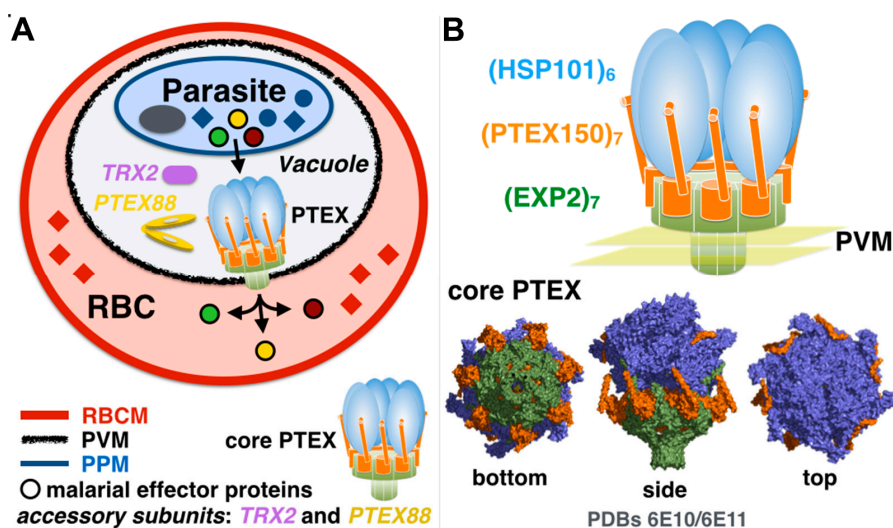 A
Parasite
Vacuole
TRX2
PTEX88
PTEX
RBC
RBCM
PVM
PPM
core PTEX
malarial effector proteins
accessory subunits: TRX2 and PTEX88
B
(HSP101)₆
(PTEX150)₇
(EXP2)₇
PVM
core PTEX
bottom
side
top
PDBs 6E10/6E11